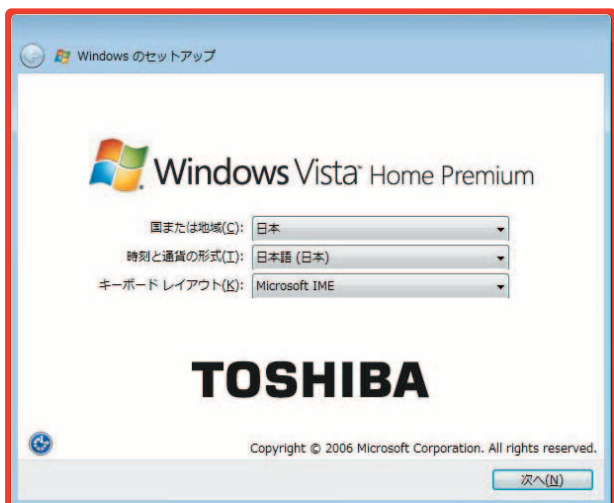 Windows のセットアップ
Windows Vista™ Home Premium
国または地域(C): 日本
時刻と通貨の形式(I): 日本語 (日本)
キーボード レイアウト(K): Microsoft IME
TOSHIBA
Copyright © 2006 Microsoft Corporation. All rights reserved.
次へ(N)